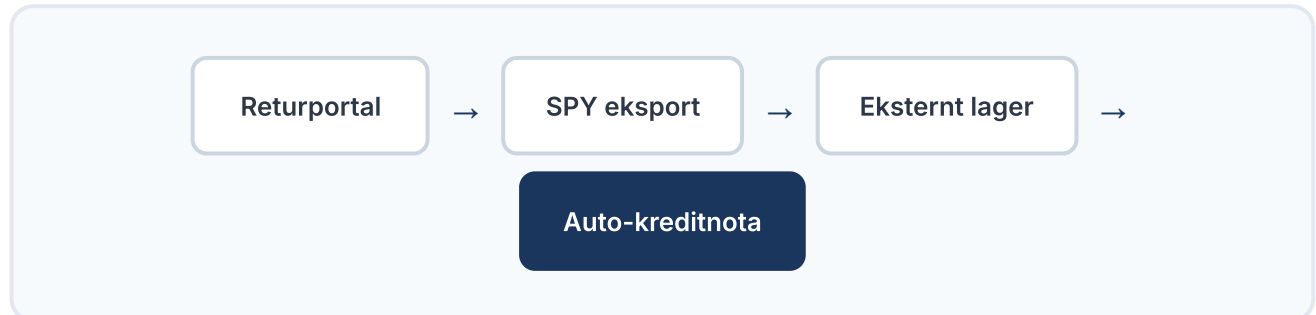 Returportal → SPY eksport → Eksternt lager →
Auto-kreditnota